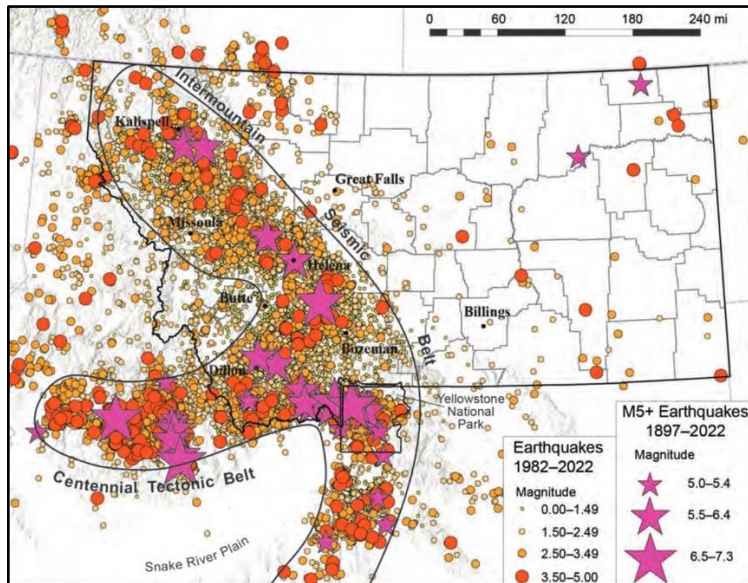 0 60 120 180 240 mi
Intermountain
Kalispell
Great Falls
Seismic
Missoula
Helena
Butte
Billings
Bozeman
Belt
Dillon
Yellowstone
National
Park
Centennial Tectonic Belt
Snake River Plain
Earthquakes
1982–2022
Magnitude
0.00–1.49
1.50–2.49
2.50–3.49
3.50–5.00
M5+ Earthquakes
1897–2022
Magnitude
5.0–5.4
5.5–6.4
6.5–7.3